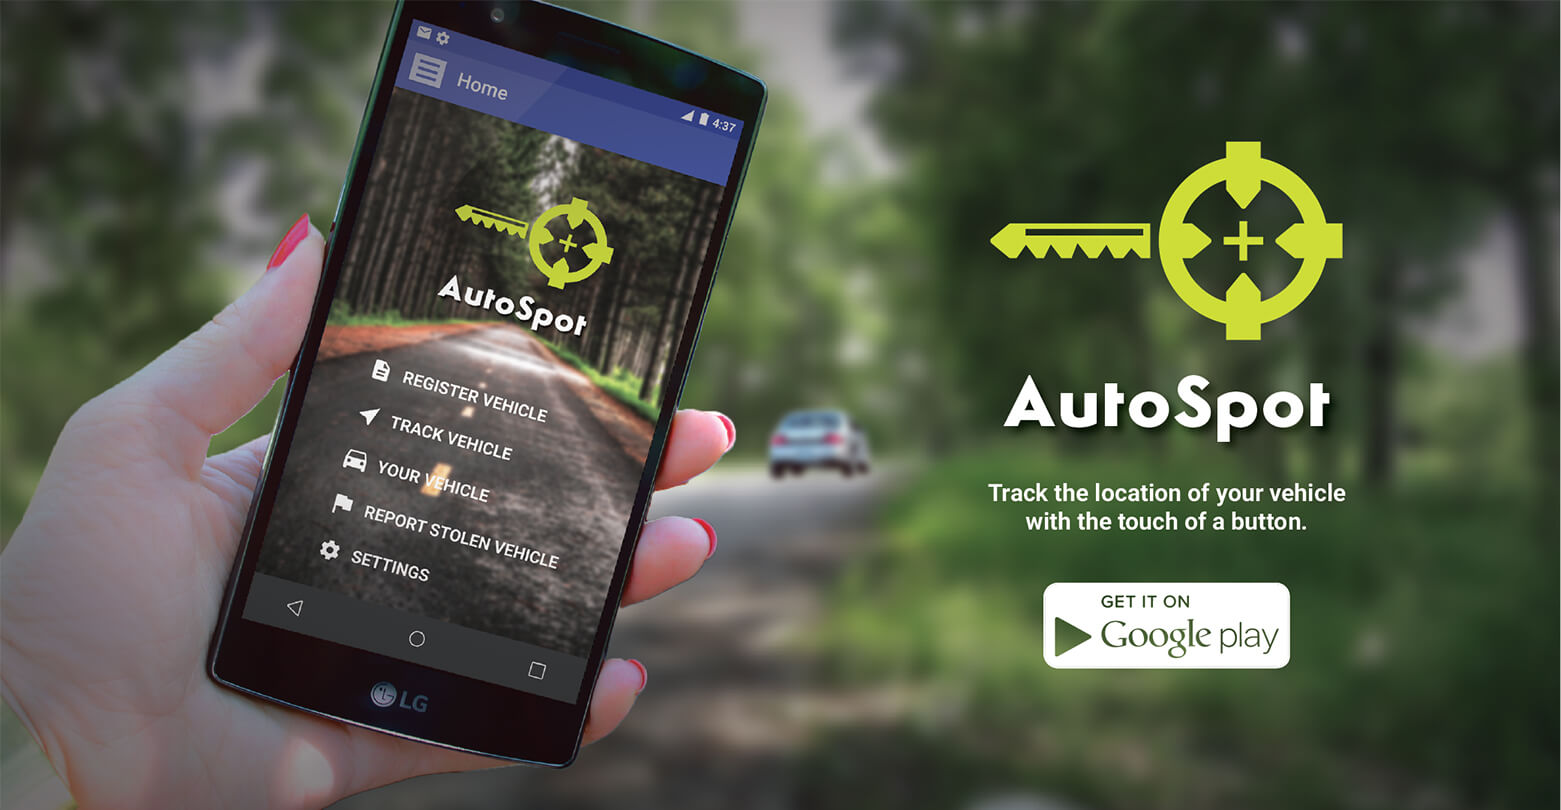 Home
4:37
AutoSpot
REGISTER VEHICLE
TRACK VEHICLE
YOUR VEHICLE
REPORT STOLEN VEHICLE
SETTINGS
LG
AutoSpot
Track the location of your vehicle
with the touch of a button.
GET IT ON
Google play